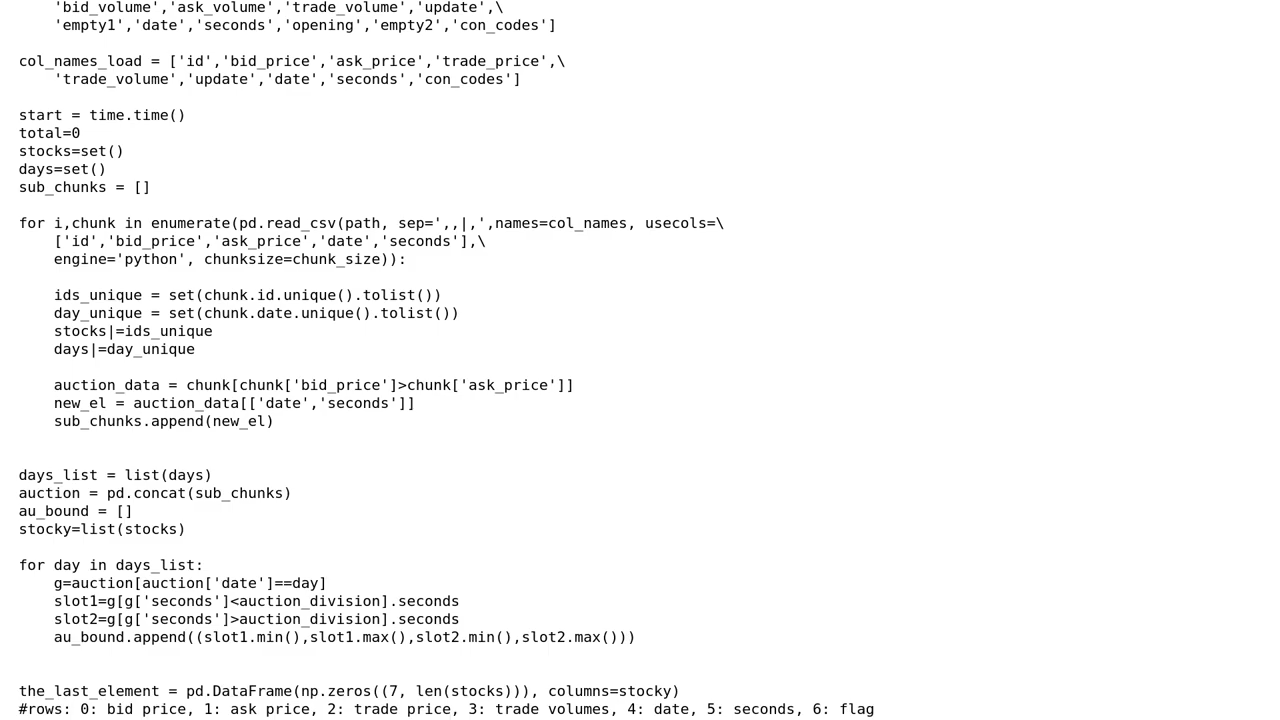 'bid_volume','ask_volume','trade_volume','update',\
'empty1','date','seconds','opening','empty2','con_codes']
col_names_load = ['id','bid_price','ask_price','trade_price',\
'trade_volume','update','date','seconds','con_codes']
start = time.time()
total=0
stocks=set()
days=set()
sub_chunks = []
for i,chunk in enumerate(pd.read_csv(path, sep=',,|,',names=col_names, usecols=\
['id','bid_price','ask_price','date','seconds'],\
engine='python', chunksize=chunk_size)):
ids_unique = set(chunk.id.unique().tolist())
day_unique = set(chunk.date.unique().tolist())
stocks|=ids_unique
days|=day_unique
auction_data = chunk[chunk['bid_price']>chunk['ask_price']]
new_el = auction_data[['date','seconds']]
sub_chunks.append(new_el)
days_list = list(days)
auction = pd.concat(sub_chunks)
au_bound = []
stocky=list(stocks)
for day in days_list:
g=auction[auction['date']==day]
slot1=g[g['seconds']<auction_division].seconds
slot2=g[g['seconds']>auction_division].seconds
au_bound.append((slot1.min(),slot1.max(),slot2.min(),slot2.max()))
the_last_element = pd.DataFrame(np.zeros((7, len(stocks))), columns=stocky)
#rows: 0: bid price, 1: ask price, 2: trade price, 3: trade volumes, 4: date, 5: seconds, 6: flag